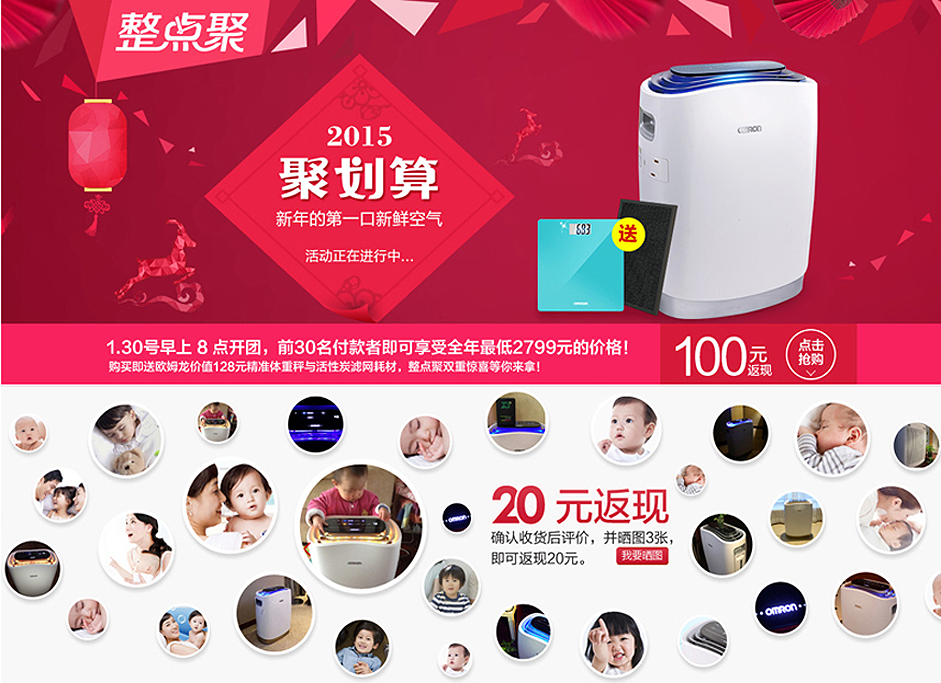 整点聚
2015
聚划算
新年的第一口新鲜空气
活动正在进行中...
OMRON
683
送
OMRON
1.30号早上 8 点开团，前30名付款者即可享受全年最低2799元的价格！
购买即送欧姆龙价值128元精准体重秤与活性炭滤网耗材，整点聚双重惊喜等你来拿！
100元
返现
点击
抢购
20 元返现
确认收货后评价，并晒图3张，
即可返现20元。
我要晒图
OMRON
OMRON